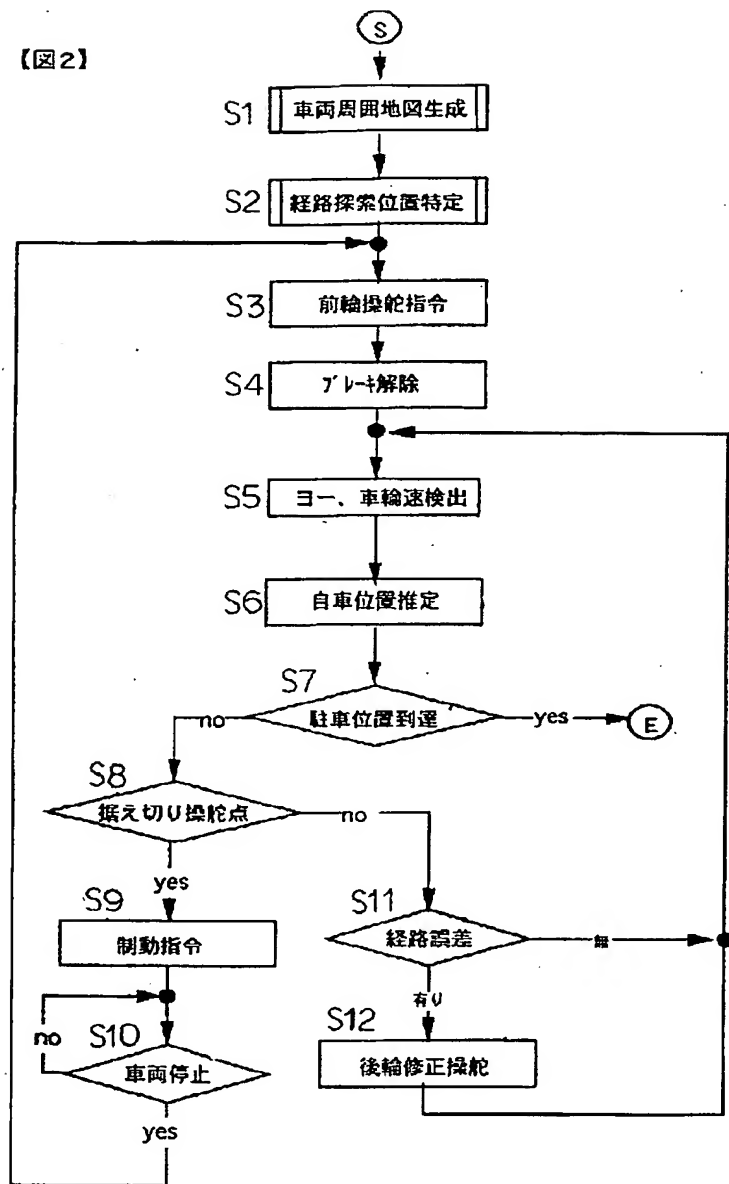 S
【図2】
S1
車両周囲地図生成
S2
経路探索位置特定
S3
前輪操舵指令
S4
ブレーキ解除
S5
ヨー、車輪速検出
S6
自車位置推定
S7
駐車位置到達
no
yes
E
S8
据え切り操舵点
no
yes
S9
制動指令
S11
経路誤差
無
有り
S10
no
車両停止
yes
S12
後輪修正操舵